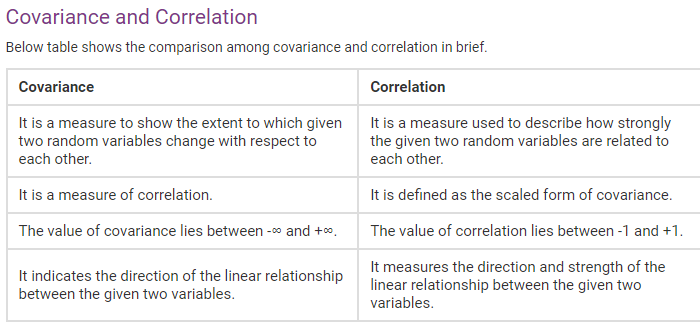 Covariance and Correlation
Below table shows the comparison among covariance and correlation in brief.
Covariance
Correlation
It is a measure to show the extent to which given
two random variables change with respect to
each other.
It is a measure used to describe how strongly
the given two random variables are related to
each other.
It is a measure of correlation.
It is defined as the scaled form of covariance.
The value of covariance lies between -∞ and +∞.
The value of correlation lies between -1 and +1.
It indicates the direction of the linear relationship
between the given two variables.
It measures the direction and strength of the
linear relationship between the given two
variables.